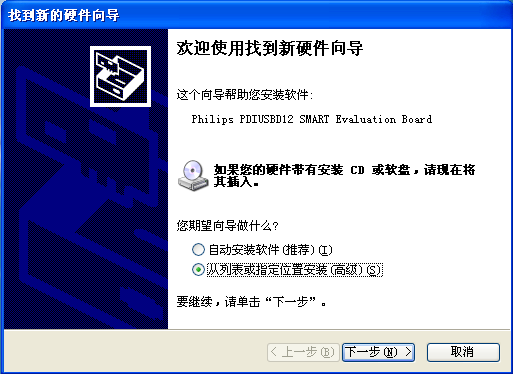 找到新的硬件向导
欢迎使用找到新硬件向导
这个向导帮助您安装软件:
Philips PDIUSBD12 SMART Evaluation Board
如果您的硬件带有安装 CD 或软盘，请现在将
其插入。
您期望向导做什么?
自动安装软件(推荐)(I)
从列表或指定位置安装(高级)(S)
要继续，请单击“下一步”。
< 上一步(B)
下一步(N) >
取消